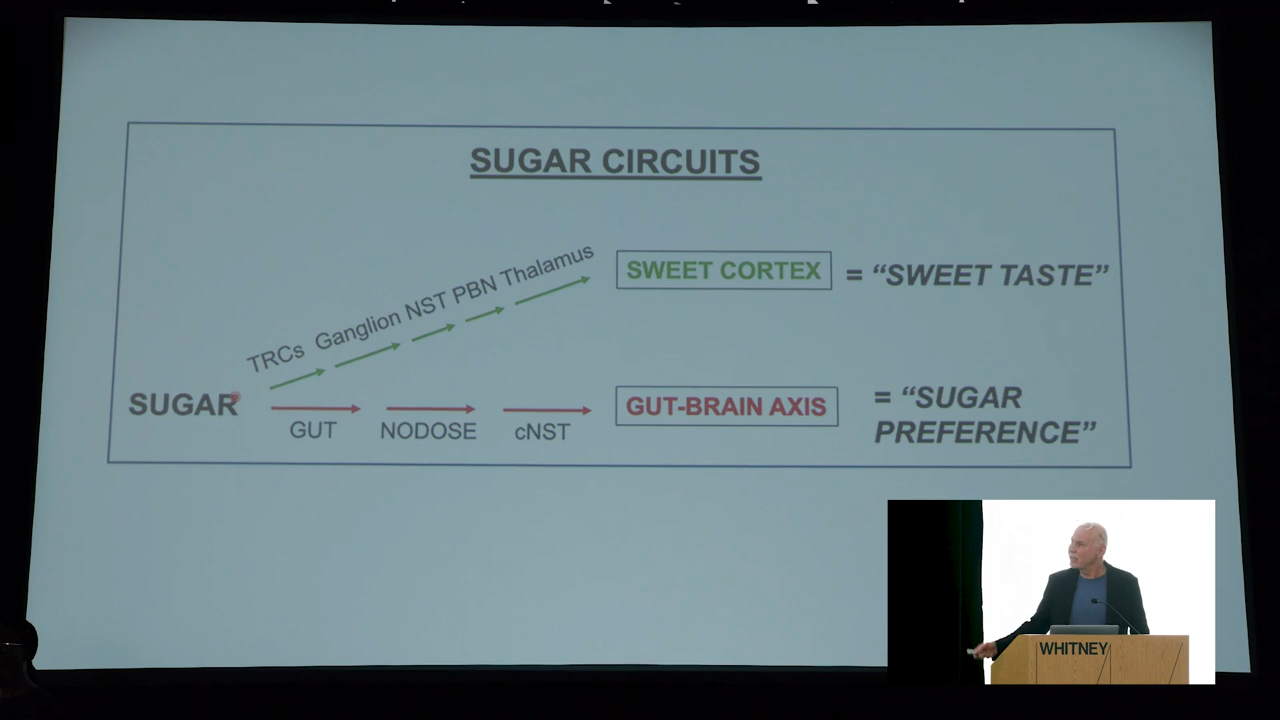 SUGAR CIRCUITS
TRCs Ganglion NST PBN Thalamus
SWEET CORTEX
= “SWEET TASTE”
SUGAR
GUT
NODOSE
cNST
GUT-BRAIN AXIS
= “SUGAR
PREFERENCE”
WHITNEY